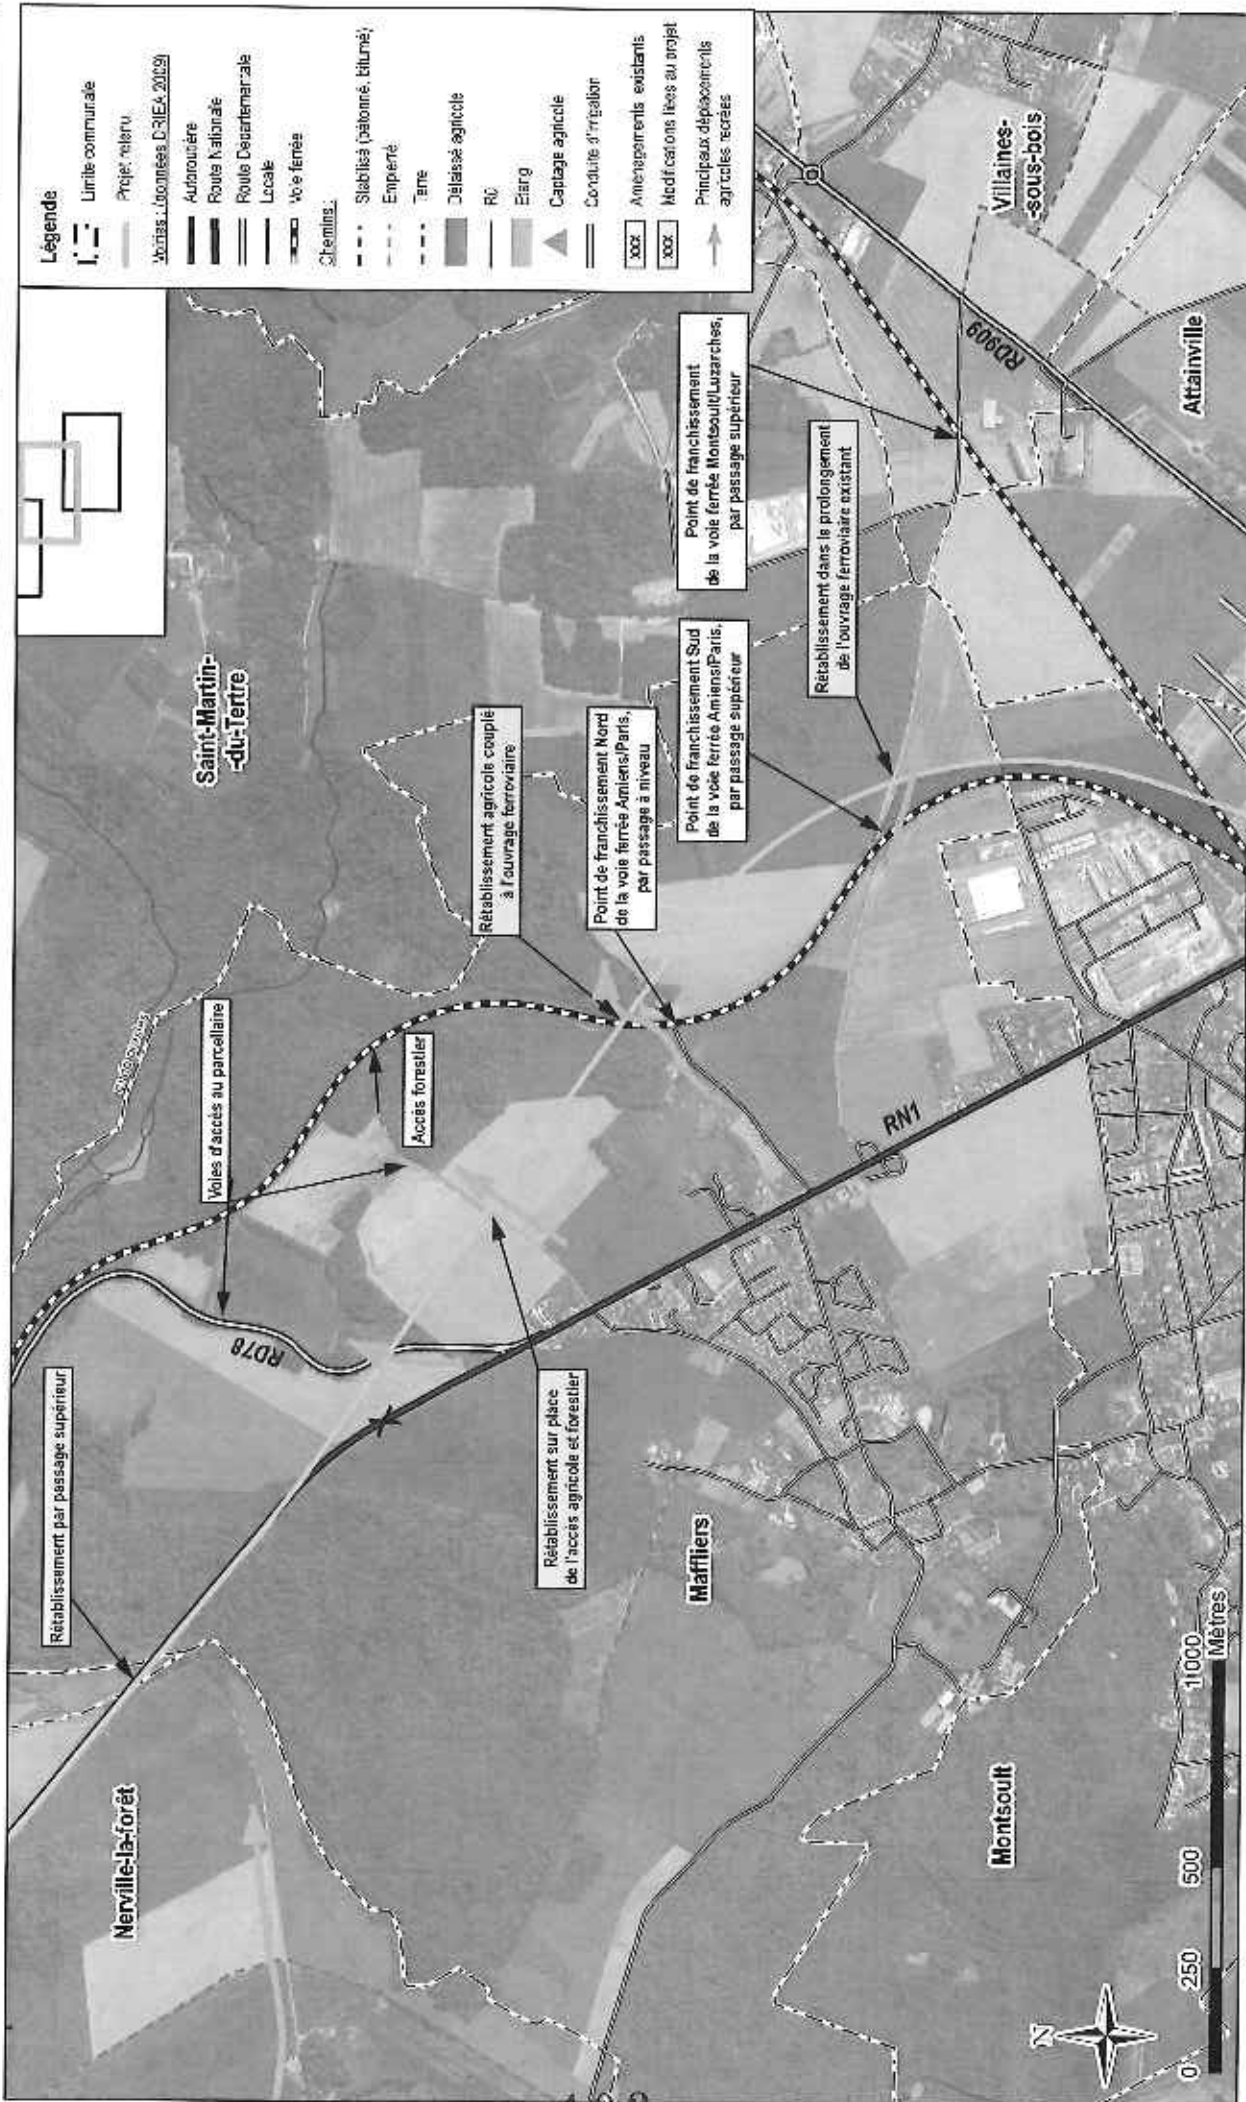 Légende
Limite communale
Projet retenu
Voiries : (données DRIEA 2009)
Autoroutière
Route Nationale
Route Departementale
Locale
Voie ferrée
Chemins :
Stabilisé (bétonné, bitumé)
Empierré
Terre
Délaissé agricole
Rû
Etang
Captage agricole
Conduite d'irrigation
xxx
Aménagements existants
xxx
Modifications liées au projet
Principaux déplacements
agricoles recréés
Saint-Martin-
-du-Tertre
Villaines-
-sous-bois
Attainville
RD909
Point de franchissement
de la voie ferrée Montsoult/Luzarches,
par passage supérieur
Rétablissement dans le prolongement
de l'ouvrage ferroviaire existant
Point de franchissement Sud
de la voie ferrée Amiens/Paris,
par passage supérieur
Point de franchissement Nord
de la voie ferrée Amiens/Paris,
par passage à niveau
Rétablissement agricole couplé
à l'ouvrage ferroviaire
Voies d'accès au parcellaire
Accès forestier
RN1
RD78
Rétablissement par passage supérieur
Rétablissement sur place
de l'accès agricole et forestier
Maffliers
Nerville-la-forêt
Montsoult
N
0
250
500
1000
Mètres